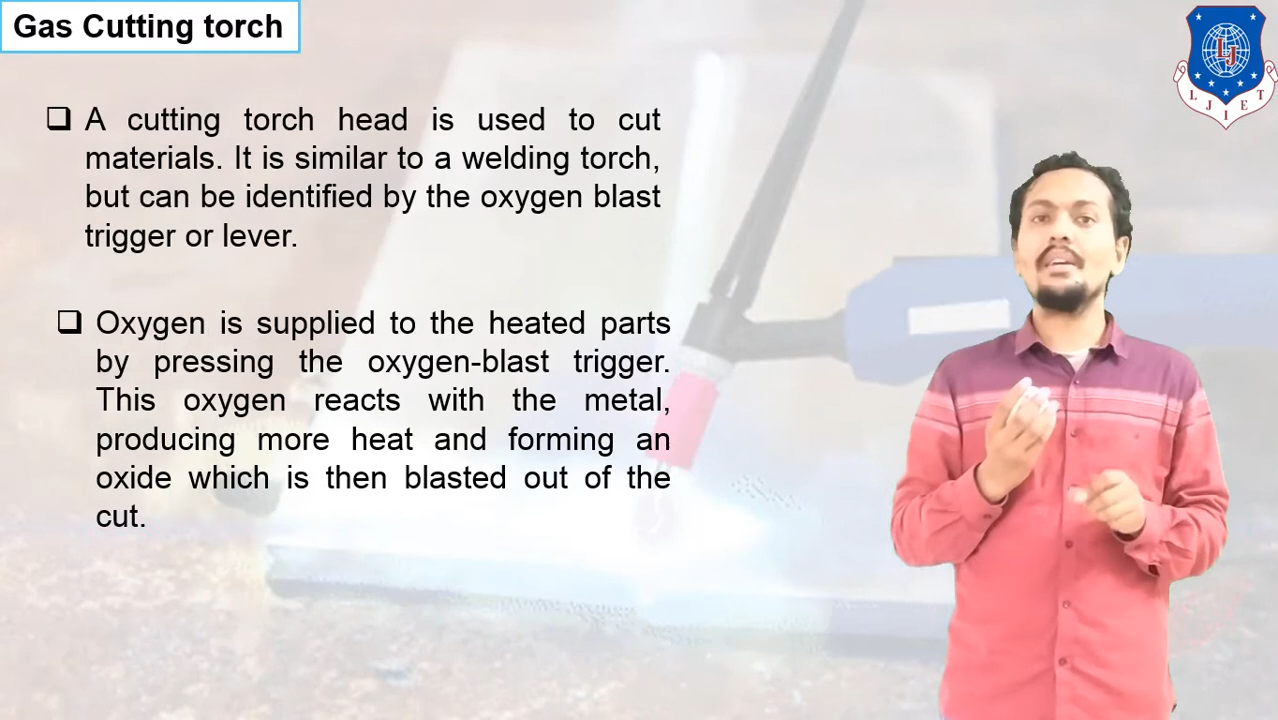 Gas Cutting torch
A cutting torch head is used to cut
materials. It is similar to a welding torch,
but can be identified by the oxygen blast
trigger or lever.
Oxygen is supplied to the heated parts
by pressing the oxygen-blast trigger.
This oxygen reacts with the metal,
producing more heat and forming an
oxide which is then blasted out of the
cut.
LJ
L J I E T